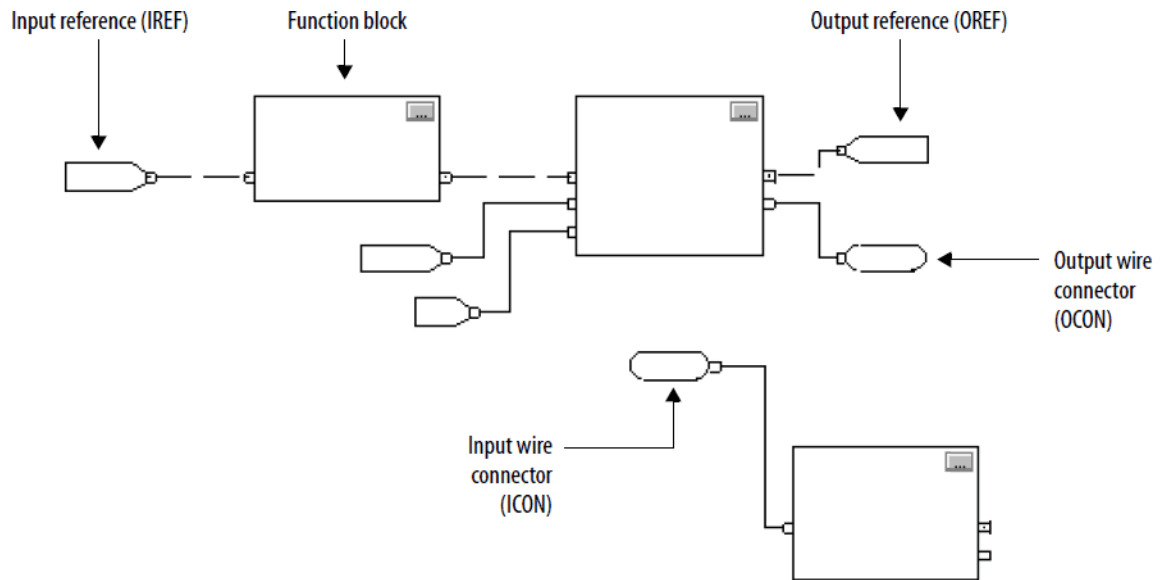 Input reference (IREF)
Function block
Output reference (OREF)
...
...
Output wire
connector
(OCON)
Input wire
connector
(ICON)
...